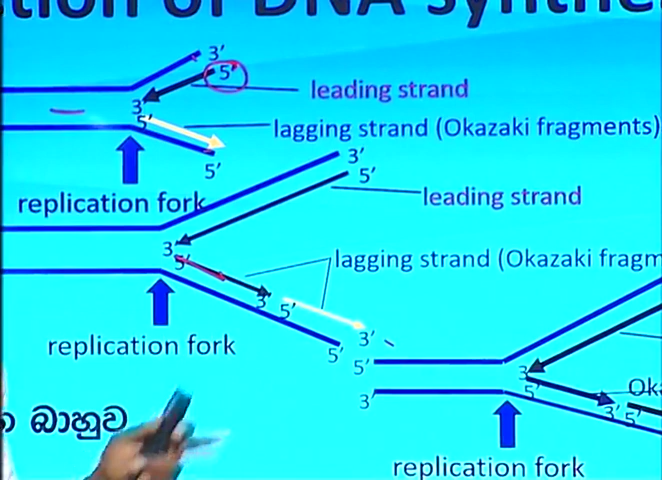 of DNA
3'
5'
leading strand
3'
5'
lagging strand (Okazaki fragments)
5'
3'
replication fork
5'
leading strand
3'
5'
lagging strand (Okazaki fragm
3'
5'
3'
replication fork
5'
5'
3'
3'
5'
Ok
3' 5'
බාහුව
replication fork